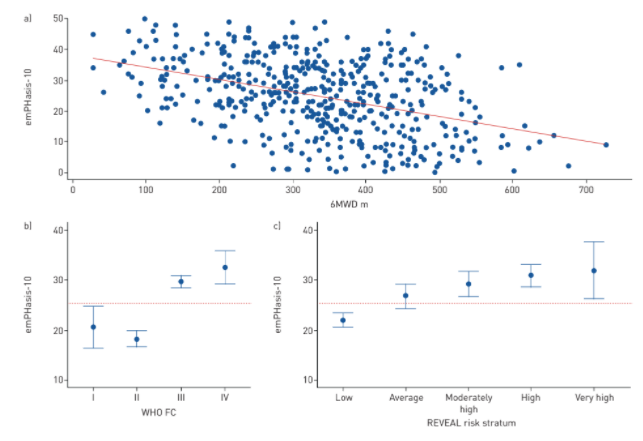 a)
50
40
30
20
10
0
emPHasis-10
0 100 200 300 400 500 600 700
6MWD m
b)
40
30
20
10
emPHasis-10
I II III IV
WHO FC
c)
40
30
20
10
emPHasis-10
Low Average Moderately high High Very high
REVEAL risk stratum